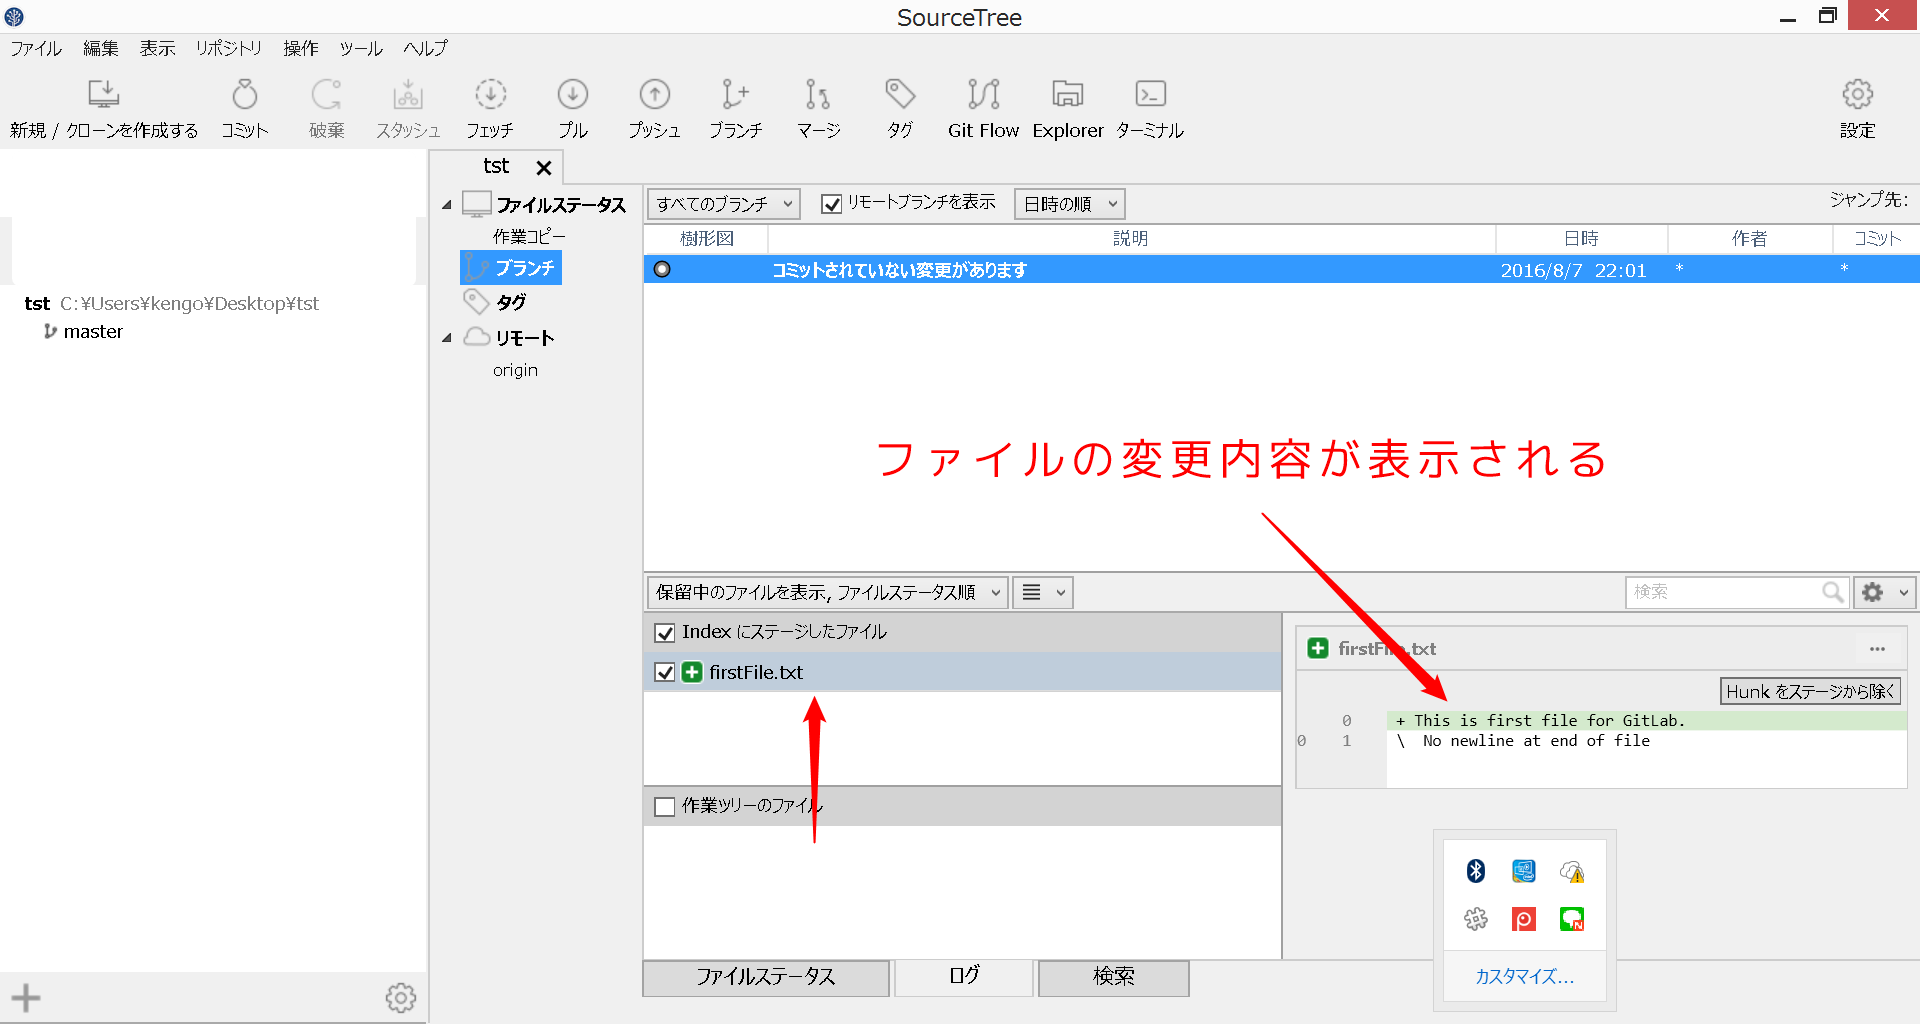 SourceTree
ファイル 編集 表示 リポジトリ 操作 ツール ヘルプ
新規 / クローンを作成する コミット 破棄 スタッシュ フェッチ プル プッシュ ブランチ マージ タグ Git Flow Explorer ターミナル 設定
tst
ファイルステータス
作業コピー
ブランチ
タグ
リモート
origin
tst C:¥Users¥kengo¥Desktop¥tst
master
すべてのブランチ リモートブランチを表示 日時の順 ジャンプ先:
樹形図 説明 日時 作者 コミット
コミットされていない変更があります 2016/8/7 22:01 * *
ファイルの変更内容が表示される
保留中のファイルを表示, ファイルステータス順 検索
Index にステージしたファイル
firstFile.txt
作業ツリーのファイル
firstFile.txt ...
Hunk をステージから除く
0 + This is first file for GitLab.
0 1 \ No newline at end of file
カスタマイズ...
ファイルステータス ログ 検索